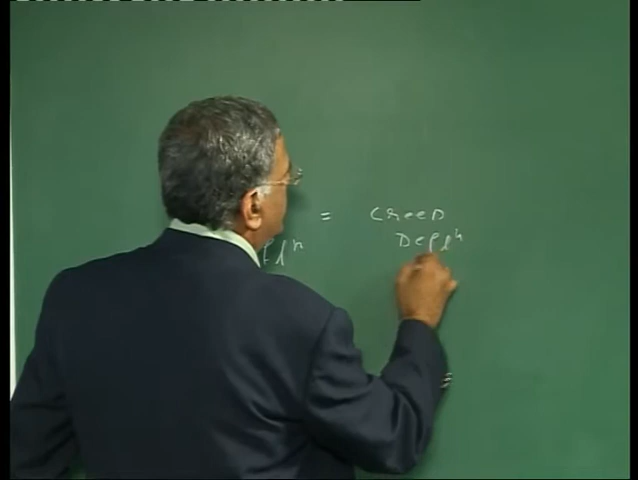 = creep
Depth